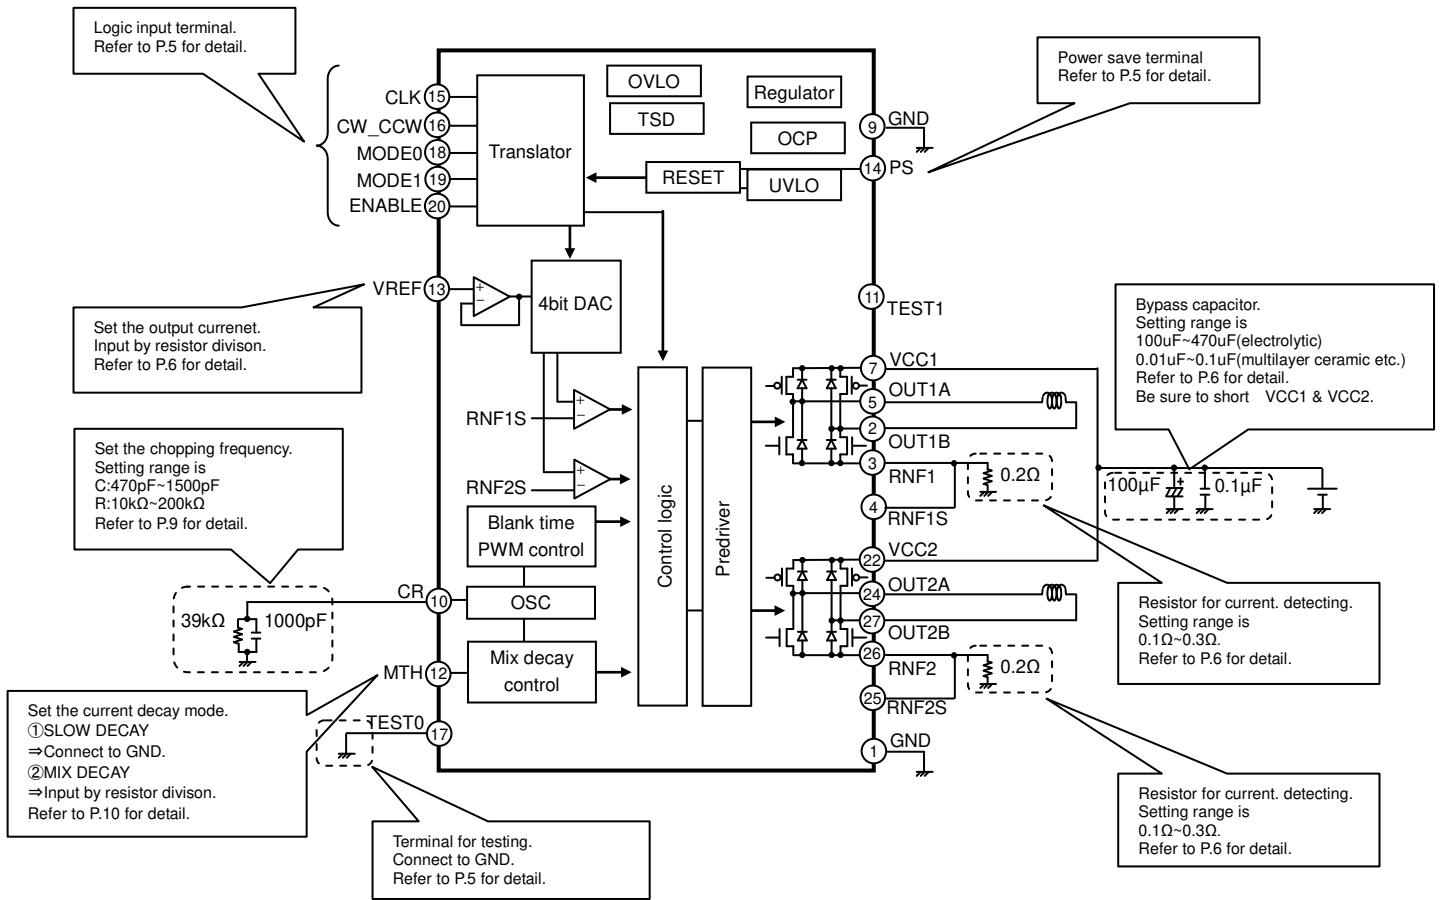 Logic input terminal.
Refer to P.5 for detail.
Power save terminal
Refer to P.5 for detail.
CLK 15
CW_CCW 16
MODE0 18
MODE1 19
ENABLE 20
Translator
OVLO
TSD
Regulator
OCP
RESET
UVLO
9 GND
14 PS
VREF 13
4bit DAC
11 TEST1
Set the output currenet.
Input by resistor divison.
Refer to P.6 for detail.
Bypass capacitor.
Setting range is
100uF~470uF(electrolytic)
0.01uF~0.1uF(multilayer ceramic etc.)
Refer to P.6 for detail.
Be sure to short VCC1 & VCC2.
7 VCC1
5 OUT1A
2 OUT1B
3 RNF1
4 RNF1S
0.2Ω
RNF1S
RNF2S
Control logic
Predriver
100µF
+
0.1µF
Set the chopping frequency.
Setting range is
C:470pF~1500pF
R:10kΩ~200kΩ
Refer to P.9 for detail.
Blank time
PWM control
OSC
Mix decay
control
CR 10
39kΩ
1000pF
22 VCC2
24 OUT2A
27 OUT2B
26 RNF2
25 RNF2S
0.2Ω
1 GND
Resistor for current. detecting.
Setting range is
0.1Ω~0.3Ω.
Refer to P.6 for detail.
MTH 12
TEST0
17
Set the current decay mode.
①SLOW DECAY
⇒Connect to GND.
②MIX DECAY
⇒Input by resistor divison.
Refer to P.10 for detail.
Terminal for testing.
Connect to GND.
Refer to P.5 for detail.
Resistor for current. detecting.
Setting range is
0.1Ω~0.3Ω.
Refer to P.6 for detail.